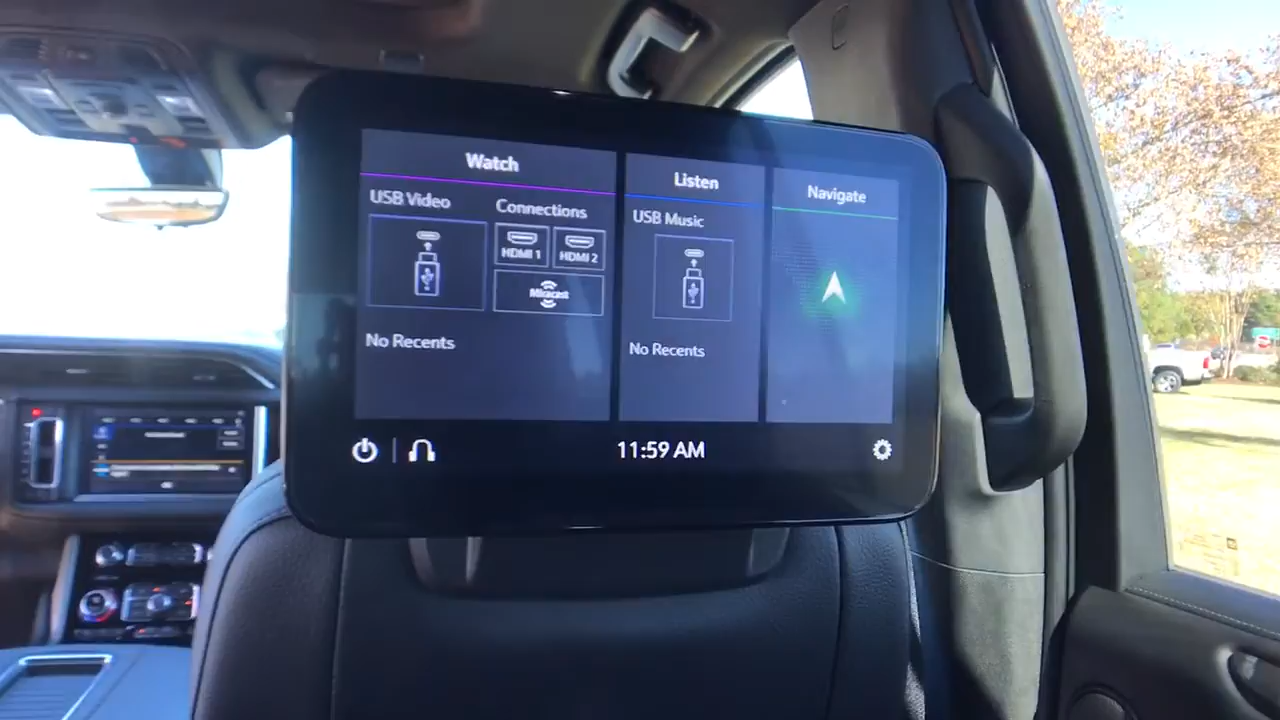 Watch
USB Video
Connections
HDMI 1
HDMI 2
Miracast
No Recents
Listen
USB Music
No Recents
Navigate
11:59 AM